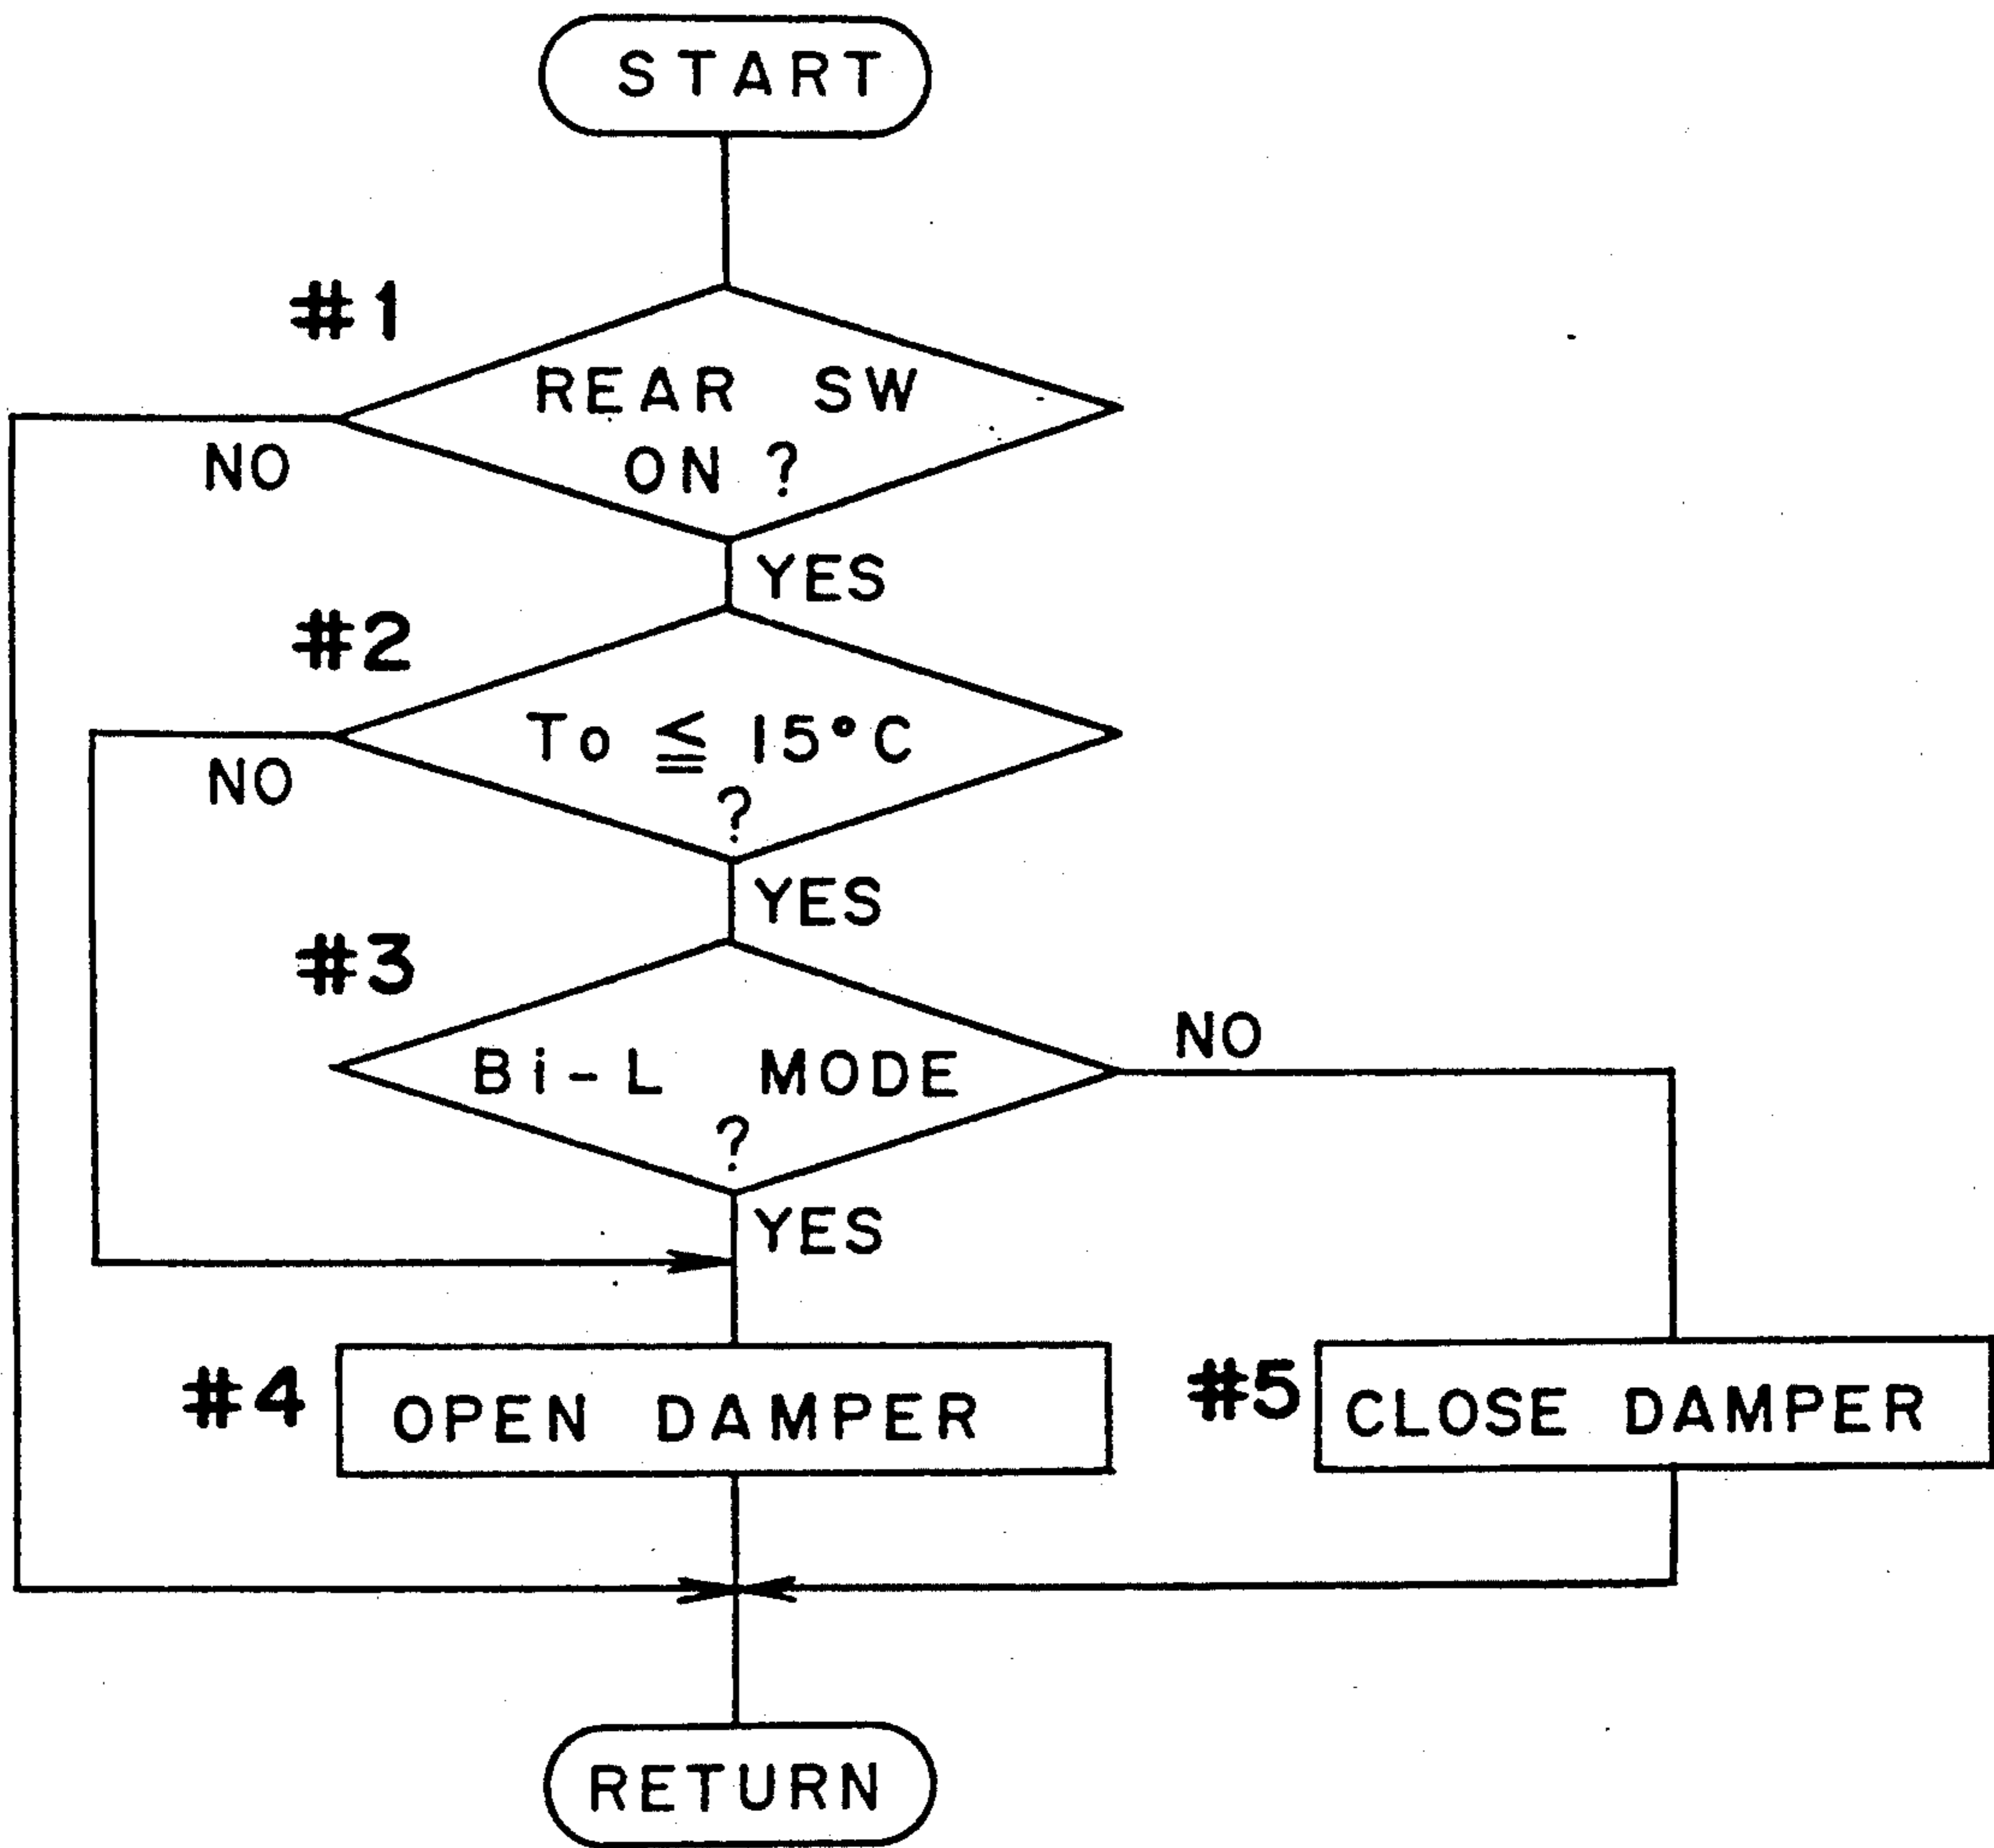 START
#1
REAR SW
ON ?
NO
YES
#2
To ≦ 15°C
?
NO
YES
#3
Bi-L MODE
?
NO
YES
#4
OPEN DAMPER
#5
CLOSE DAMPER
RETURN